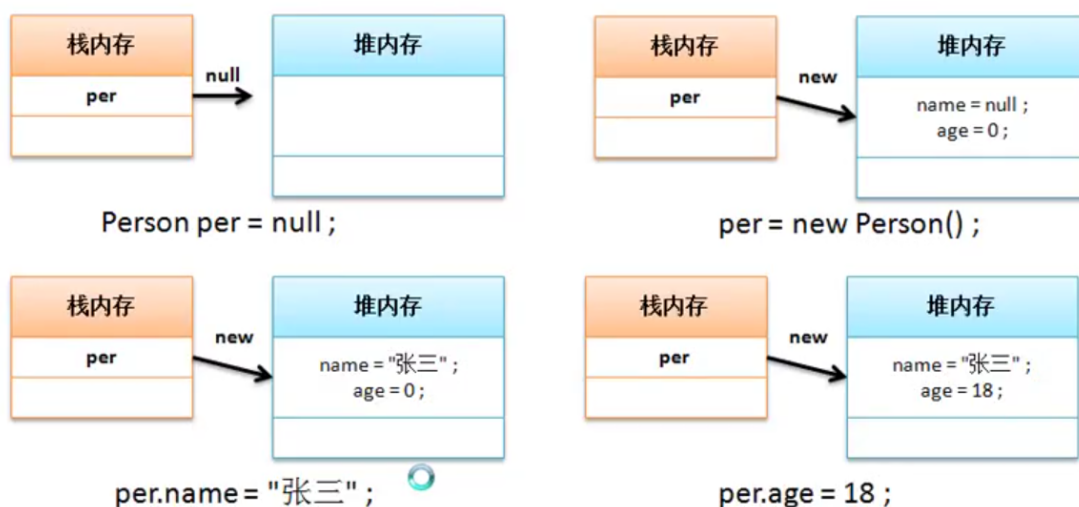 栈内存
堆内存
null
per
Person per = null ;
栈内存
堆内存
new
per
name = null ;
age = 0 ;
per = new Person() ;
栈内存
堆内存
new
per
name = "张三" ;
age = 0 ;
per.name = "张三" ;
栈内存
堆内存
new
per
name = "张三" ;
age = 18 ;
per.age = 18 ;